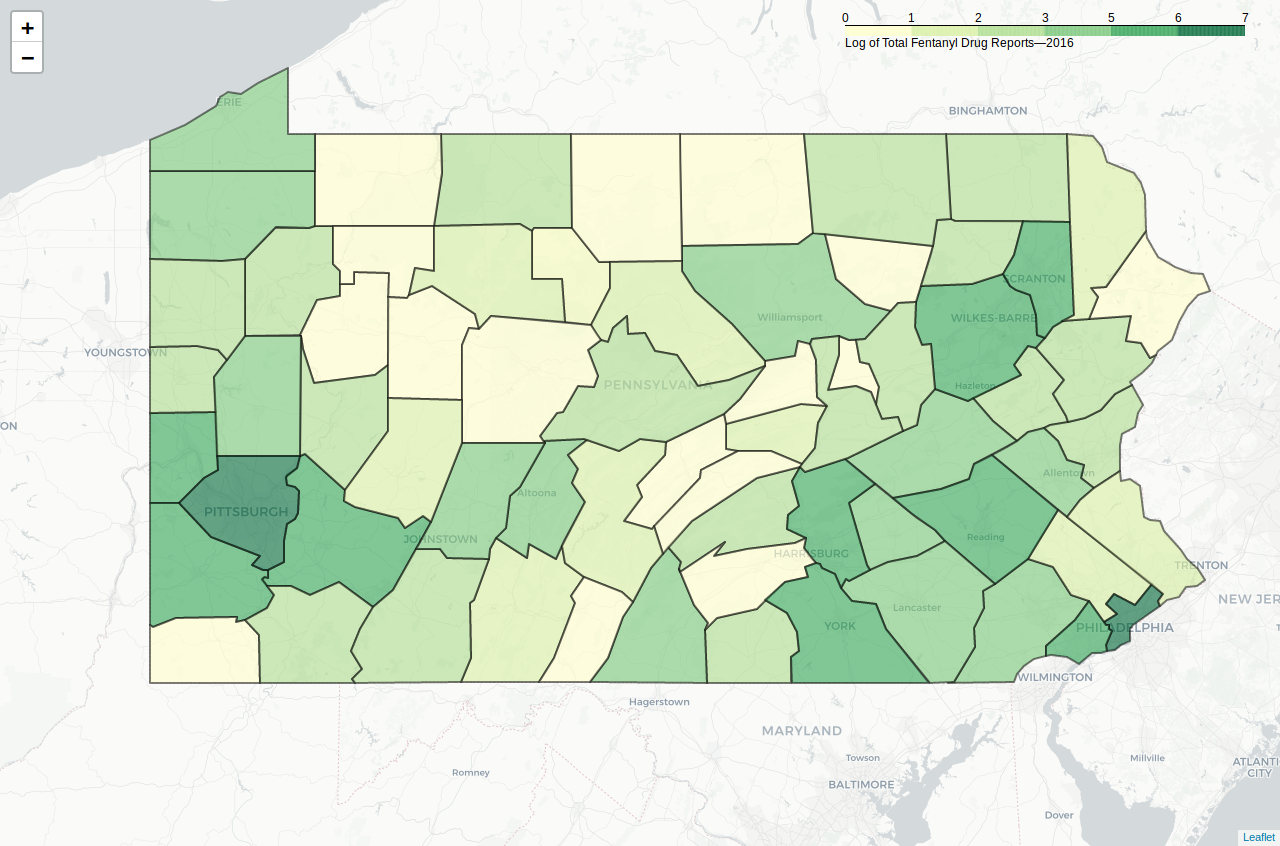 +
−
0 1 2 3 5 6 7
Log of Total Fentanyl Drug Reports—2016
ERIE
BINGHAMTON
SCRANTON
Williamsport
WILKES-BARRE
YOUNGSTOWN
PENNSYLVANIA
Hazleton
ON
Allentown
Altoona
PITTSBURGH
JOHNSTOWN
Reading
HARRISBURG
TRENTON
NEW JER
Lancaster
YORK
PHILADELPHIA
T
WILMINGTON
Hagerstown
MARYLAND
Towson
Millville
ATLANTI
CITY
Romney
BALTIMORE
Dover
Leaflet